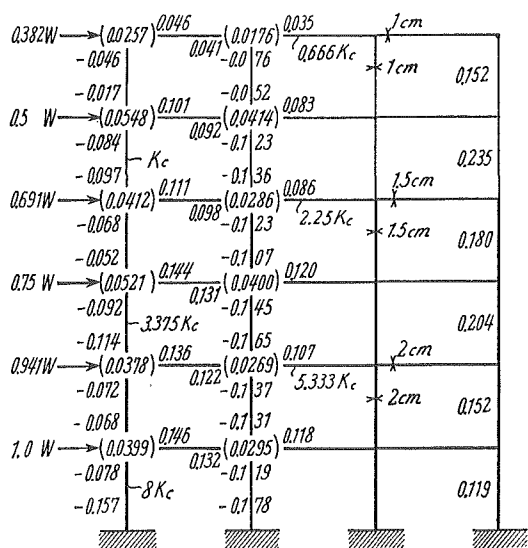 0.382W (0.0257) 0.046 0.041 (0.0176) 0.035 0.666Kc 1cm
-0.046 -0.076 1cm 0.152
-0.017 -0.052
0.5 W (0.0548) 0.101 0.092 (0.0414) 0.083
-0.084 -0.123 0.235
Kc
-0.097 -0.136
0.691W (0.0412) 0.111 0.098 (0.0286) 0.086 2.25Kc 1.5cm
-0.068 -0.123 1.5cm 0.180
-0.052 -0.107
0.75 W (0.0521) 0.144 0.131 (0.0400) 0.120
-0.092 -0.145 0.204
3.375Kc
-0.114 -0.165
0.941W (0.0378) 0.136 0.122 (0.0269) 0.107 5.333Kc 2cm
-0.072 -0.137 2cm 0.152
-0.068 -0.131
1.0 W (0.0399) 0.146 0.132 (0.0295) 0.118
-0.078 -0.119 0.119
8Kc
-0.157 -0.178